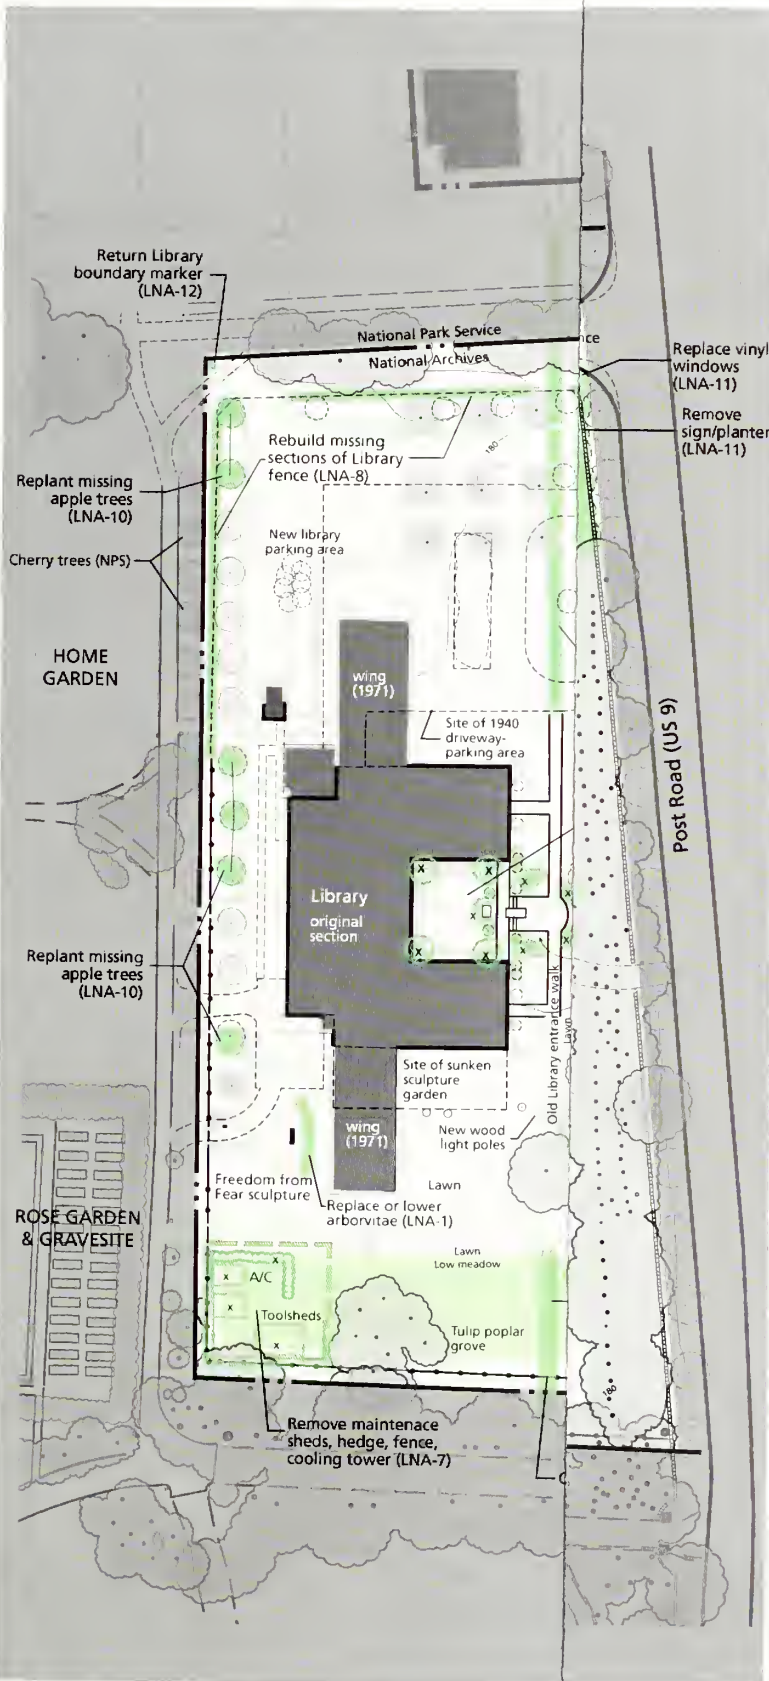 Return Library
boundary marker
(LNA-12)
National Park Service
nce
National Archives
Replace vinyl
windows
(LNA-11)
Remove
sign/planter
(LNA-11)
180
Rebuild missing
sections of Library
fence (LNA-8)
Replant missing
apple trees
(LNA-10)
New library
parking area
Cherry trees (NPS)
HOME
GARDEN
wing
(1971)
Site of 1940
driveway-
parking area
Post Road (US 9)
Library
original
section
Replant missing
apple trees
(LNA-10)
Old Library entrance walk
Lawn
Site of sunken
sculpture
garden
wing
(1971)
New wood
light poles
Freedom from
Fear sculpture
Lawn
Replace or lower
arborvitae (LNA-1)
ROSE GARDEN
& GRAVESITE
Lawn
Low meadow
A/C
Toolsheds
Tulip poplar
grove
180
Remove maintenace
sheds, hedge, fence,
cooling tower (LNA-7)